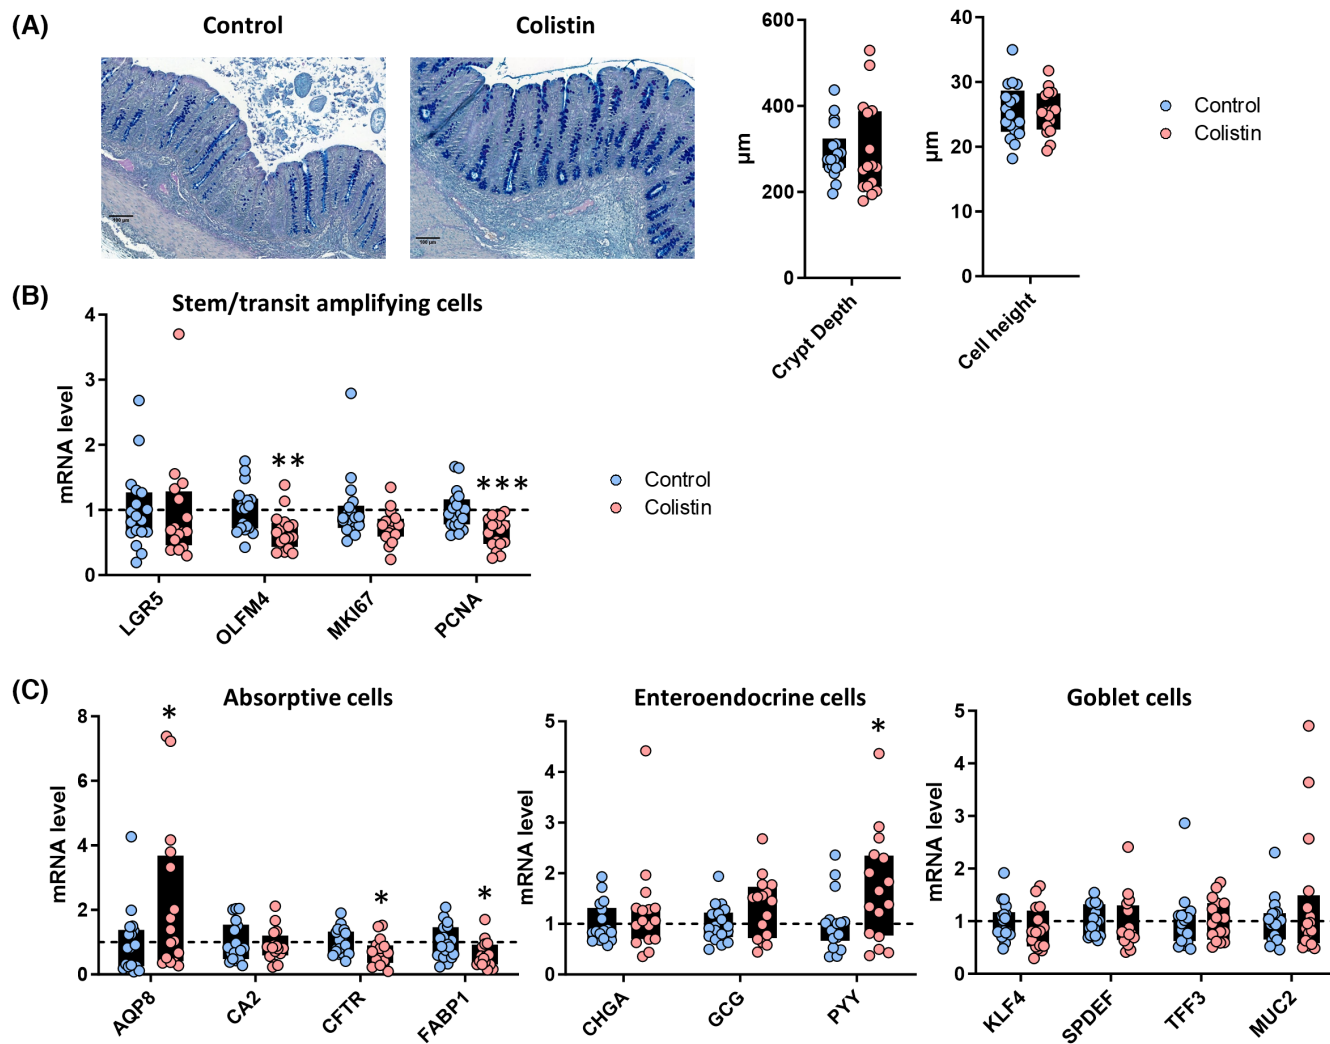 (A)
Control
Colistin
100 µm
100 µm
600
400
200
0
µm
Crypt Depth
40
30
20
10
0
µm
Cell height
Control
Colistin
(B)
Stem/transit amplifying cells
4
3
2
1
0
mRNA level
**
***
LGR5
OLFM4
MKI67
PCNA
Control
Colistin
(C)
Absorptive cells
8
6
4
2
0
mRNA level
*
*
*
AQP8
CA2
CFTR
FABP1
Enteroendocrine cells
5
4
3
2
1
0
mRNA level
*
CHGA
GCG
PYY
Goblet cells
5
4
3
2
1
0
mRNA level
KLF4
SPDEF
TFF3
MUC2